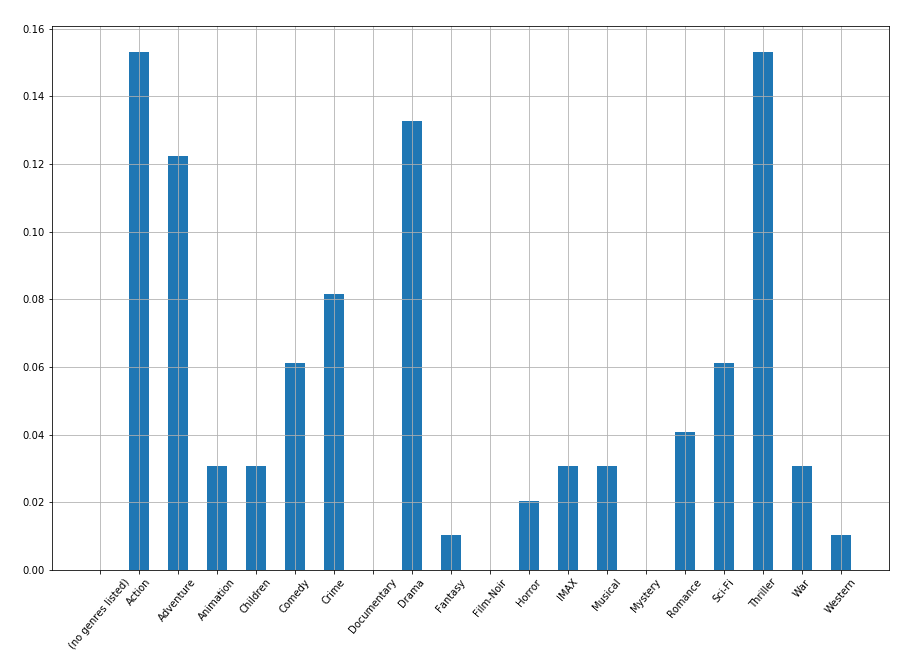 0.16
0.14
0.12
0.10
0.08
0.06
0.04
0.02
0.00
(no genres listed)
Action
Adventure
Animation
Children
Comedy
Crime
Documentary
Drama
Fantasy
Film-Noir
Horror
IMAX
Musical
Mystery
Romance
Sci-Fi
Thriller
War
Western